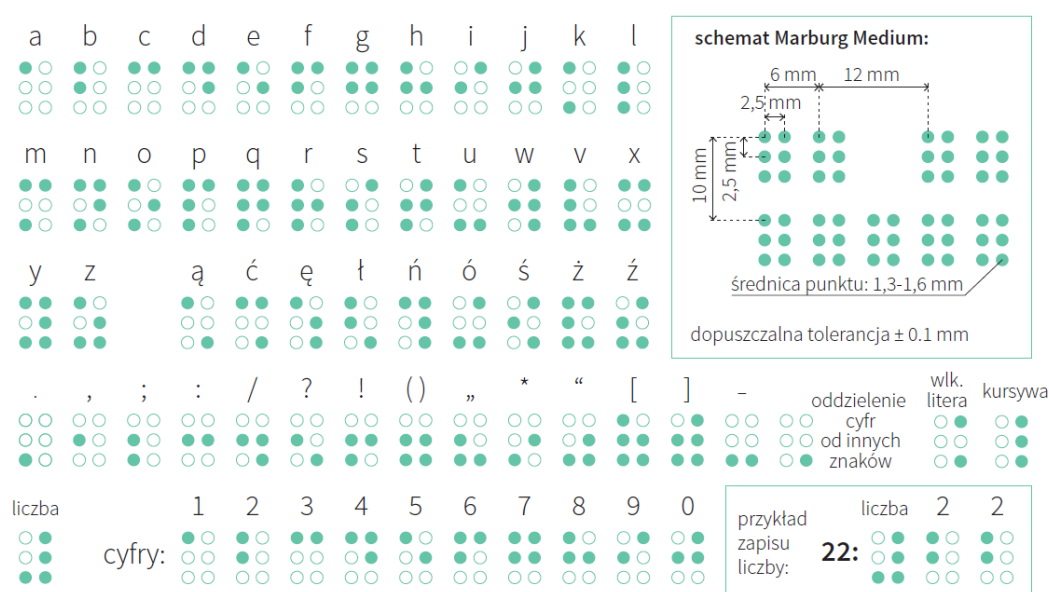 a b c d e f g h i j k l
m n o p q r s t u w v x
y z ą ć ę ł ń ó ś ż ź
. , ; : / ? ! ( ) „ * “ [ ] -
oddzielenie
cyfr
od innych
znaków
wlk.
litera
kursywa
liczba
cyfry:
1 2 3 4 5 6 7 8 9 0
schemat Marburg Medium:
6 mm
12 mm
2,5 mm
10 mm
2,5 mm
średnica punktu: 1,3-1,6 mm
dopuszczalna tolerancja ± 0.1 mm
przykład
zapisu
liczby:
22:
liczba 2 2